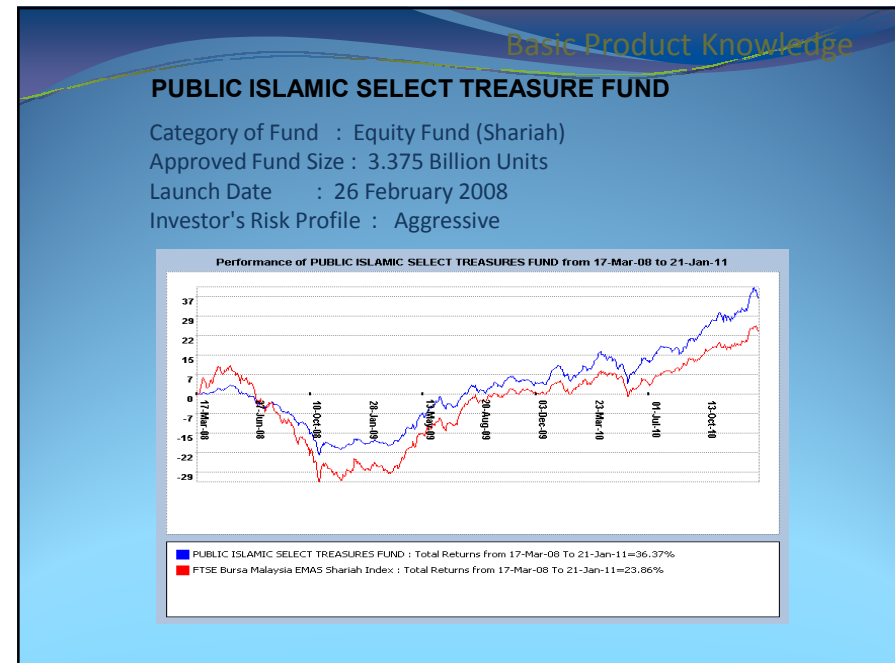 Basic Product Knowledge
PUBLIC ISLAMIC SELECT TREASURE FUND
Category of Fund : Equity Fund (Shariah)
Approved Fund Size : 3.375 Billion Units
Launch Date : 26 February 2008
Investor's Risk Profile : Aggressive
Performance of PUBLIC ISLAMIC SELECT TREASURES FUND from 17-Mar-08 to 21-Jan-11
37
29
22
15
7
0
-7
-15
-22
-29
17-Mar-08
27-Jun-08
10-Oct-08
28-Jan-09
13-May-09
20-Aug-09
03-Dec-09
23-Mar-10
01-Jul-10
13-Oct-10
PUBLIC ISLAMIC SELECT TREASURES FUND : Total Returns from 17-Mar-08 To 21-Jan-11=36.37%
FTSE Bursa Malaysia EMAS Shariah Index : Total Returns from 17-Mar-08 To 21-Jan-11=23.86%